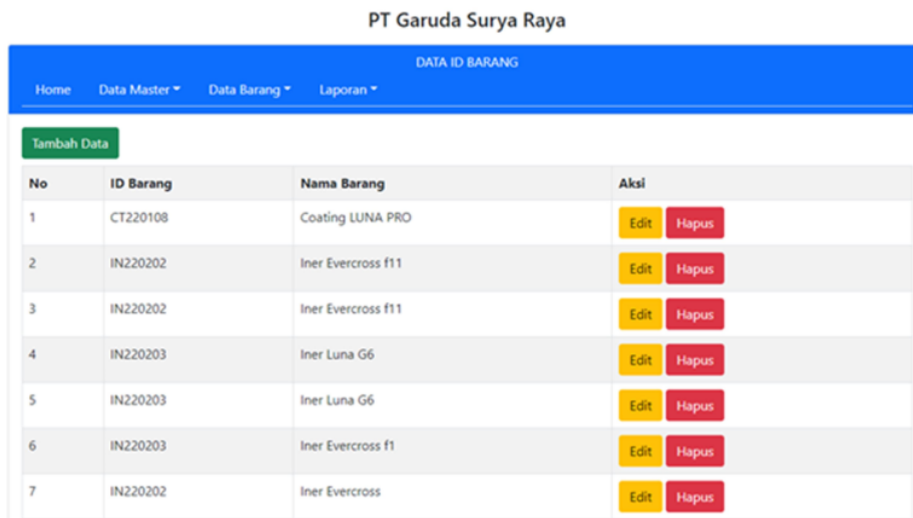 PT Garuda Surya Raya
DATA ID BARANG
Home Data Master Data Barang Laporan
Tambah Data
No ID Barang Nama Barang Aksi
1 CT220108 Coating LUNA PRO Edit Hapus
2 IN220202 Iner Evercross f11 Edit Hapus
3 IN220202 Iner Evercross f11 Edit Hapus
4 IN220203 Iner Luna G6 Edit Hapus
5 IN220203 Iner Luna G6 Edit Hapus
6 IN220203 Iner Evercross f1 Edit Hapus
7 IN220202 Iner Evercross Edit Hapus